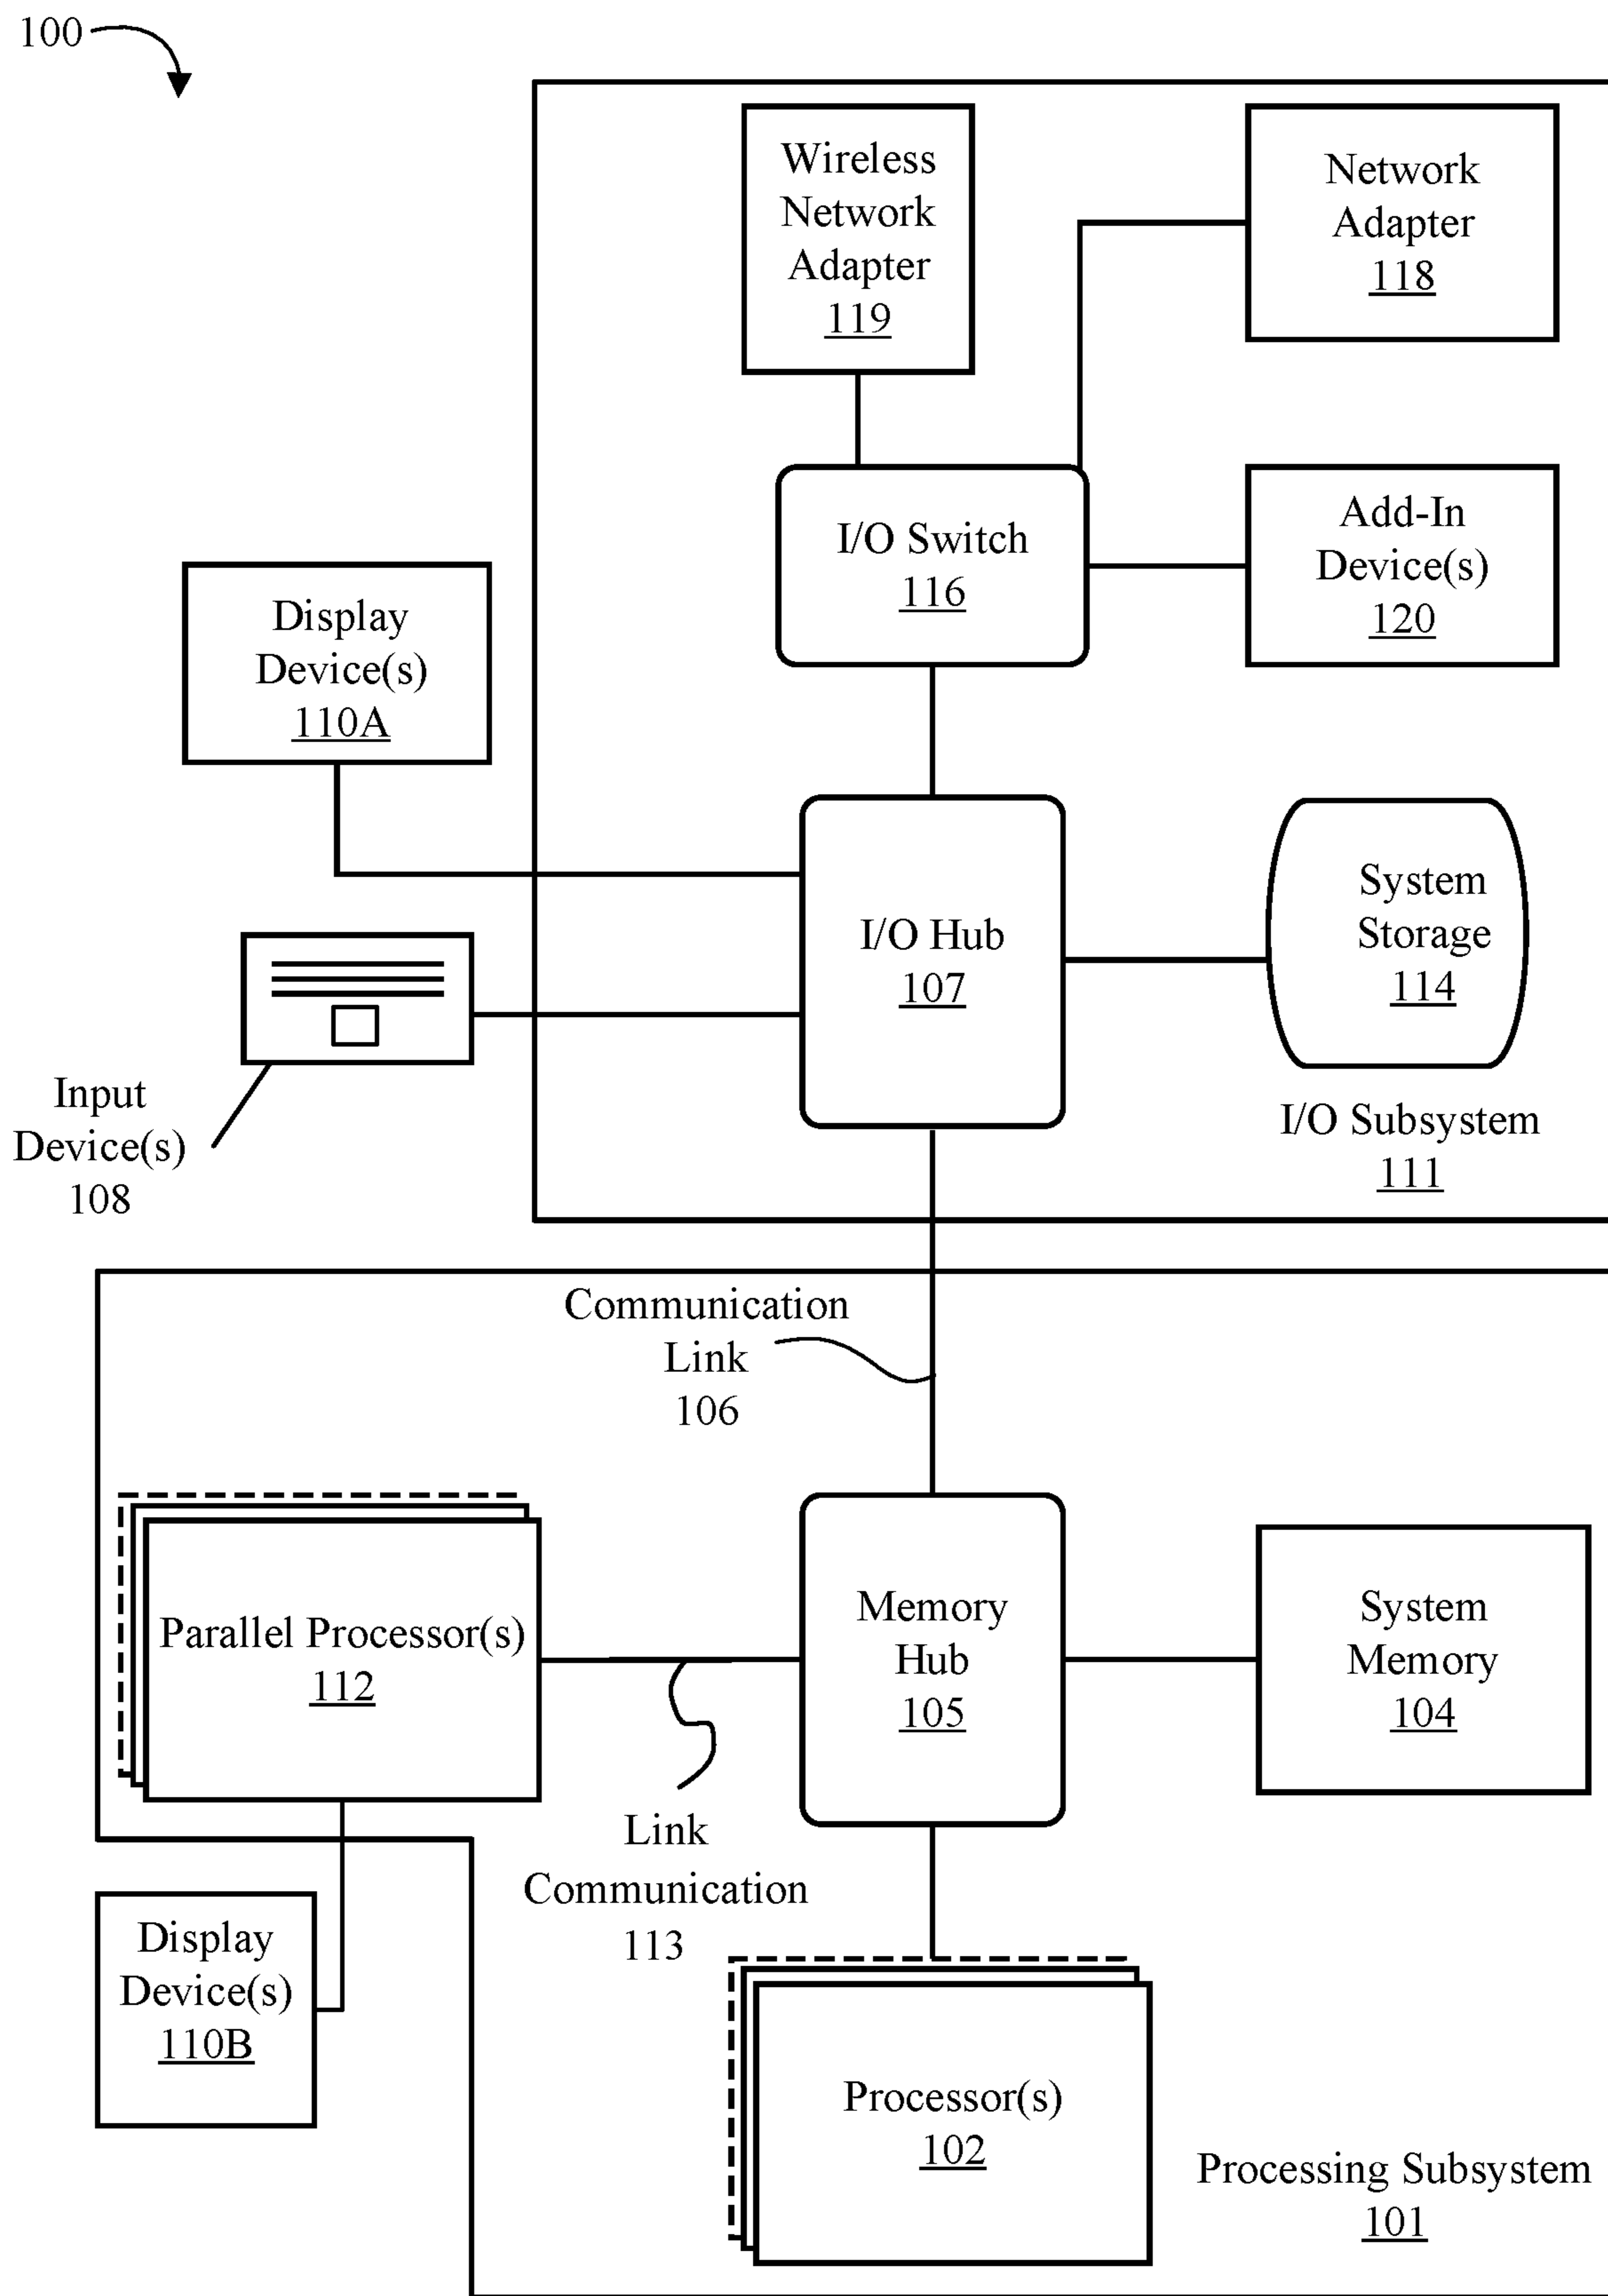 100
Wireless
Network
Adapter
119
Network
Adapter
118
I/O Switch
116
Add-In
Device(s)
120
Display
Device(s)
110A
I/O Hub
107
System
Storage
114
Input
Device(s)
108
I/O Subsystem
111
Communication
Link
106
Parallel Processor(s)
112
Memory
Hub
105
System
Memory
104
Link
Communication
113
Display
Device(s)
110B
Processor(s)
102
Processing Subsystem
101